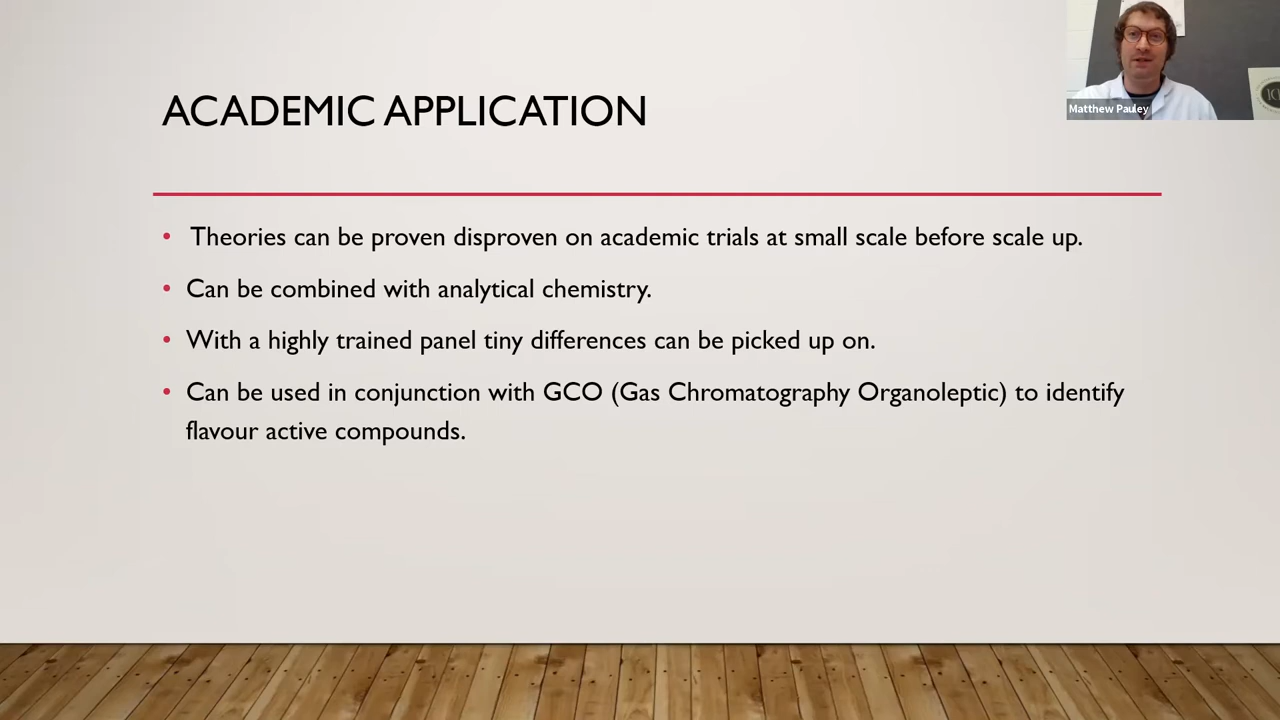 ACADEMIC APPLICATION
Matthew Pauley
• Theories can be proven disproven on academic trials at small scale before scale up.
• Can be combined with analytical chemistry.
• With a highly trained panel tiny differences can be picked up on.
• Can be used in conjunction with GCO (Gas Chromatography Organoleptic) to identify
flavour active compounds.